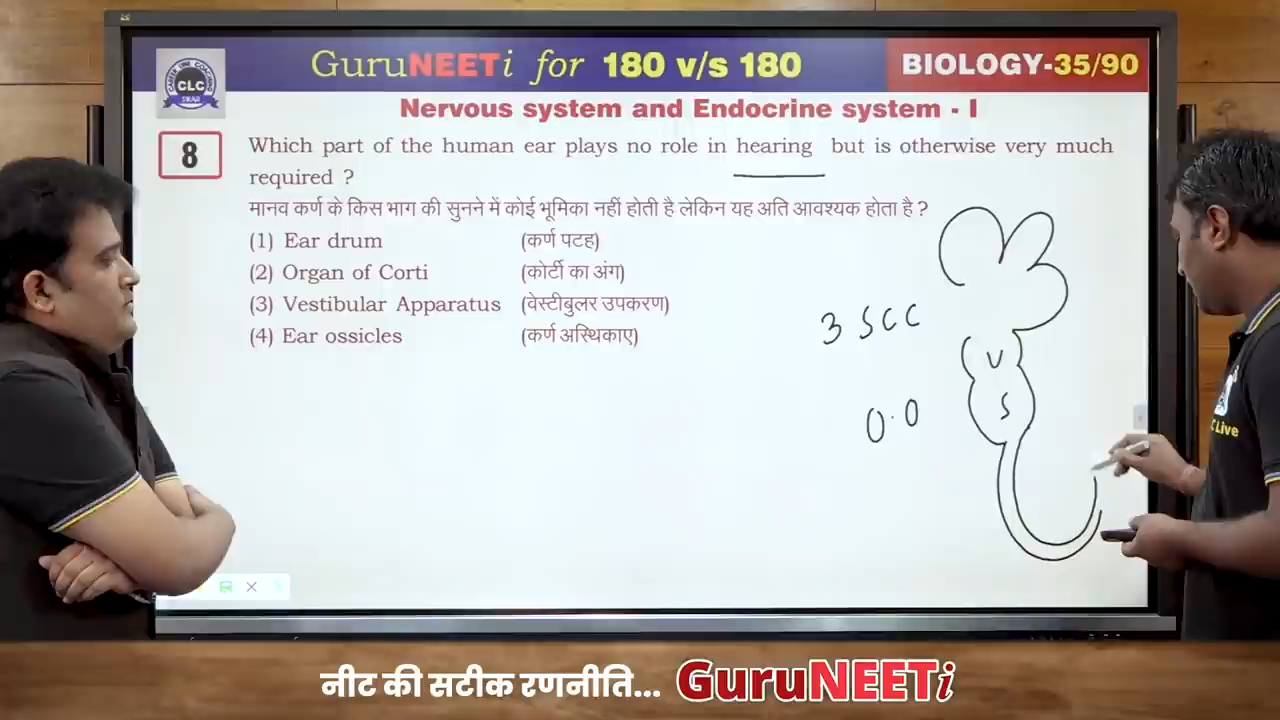 GuruNEETi for 180 v/s 180
BIOLOGY-35/90
CLC
Nervous system and Endocrine system - I
8
Which part of the human ear plays no role in hearing but is otherwise very much
required ?
मानव कर्ण के किस भाग की सुनने में कोई भूमिका नहीं होती है लेकिन यह अति आवश्यक होता है ?
(1) Ear drum (कर्ण पटह)
(2) Organ of Corti (कोर्टी का अंग)
(3) Vestibular Apparatus (वेस्टीबुलर उपकरण)
(4) Ear ossicles (कर्ण अस्थिकाए)
3 SCC
V
S
0.0
Live
नीट की सटीक रणनीति... GuruNEETi